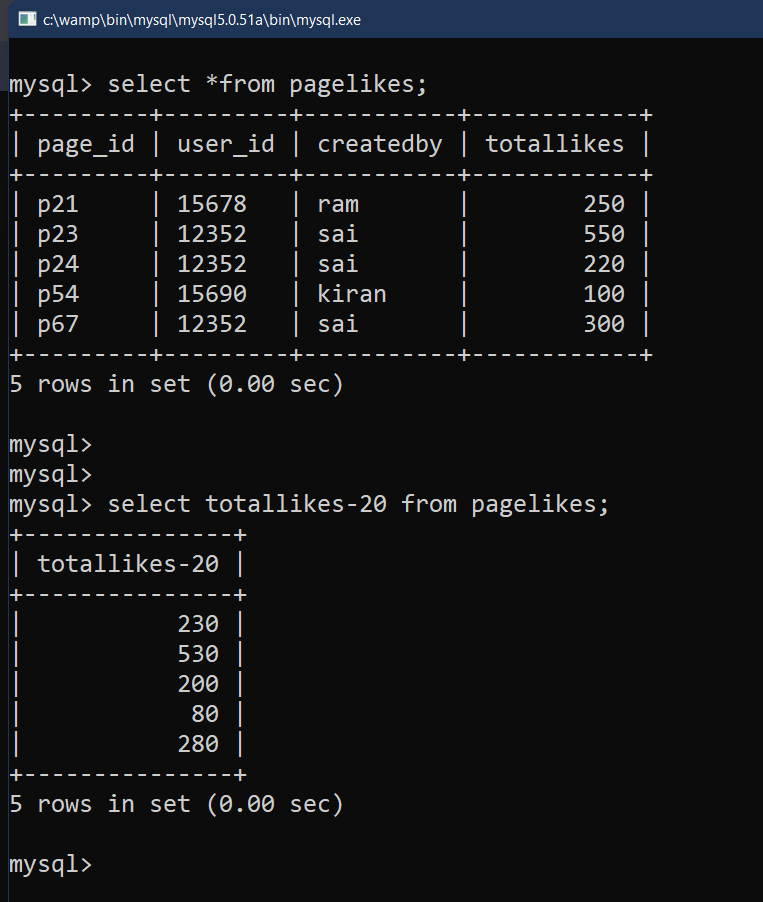 c:\wamp\bin\mysql\mysql5.0.51a\bin\mysql.exe
mysql> select *from pagelikes;
+---------+---------+-----------+------------+
| page_id | user_id | createdby | totallikes |
+---------+---------+-----------+------------+
| p21     | 15678   | ram       |        250 |
| p23     | 12352   | sai       |        550 |
| p24     | 12352   | sai       |        220 |
| p54     | 15690   | kiran     |        100 |
| p67     | 12352   | sai       |        300 |
+---------+---------+-----------+------------+
5 rows in set (0.00 sec)
mysql>
mysql>
mysql> select totallikes-20 from pagelikes;
+---------------+
| totallikes-20 |
+---------------+
|           230 |
|           530 |
|           200 |
|            80 |
|           280 |
+---------------+
5 rows in set (0.00 sec)
mysql>